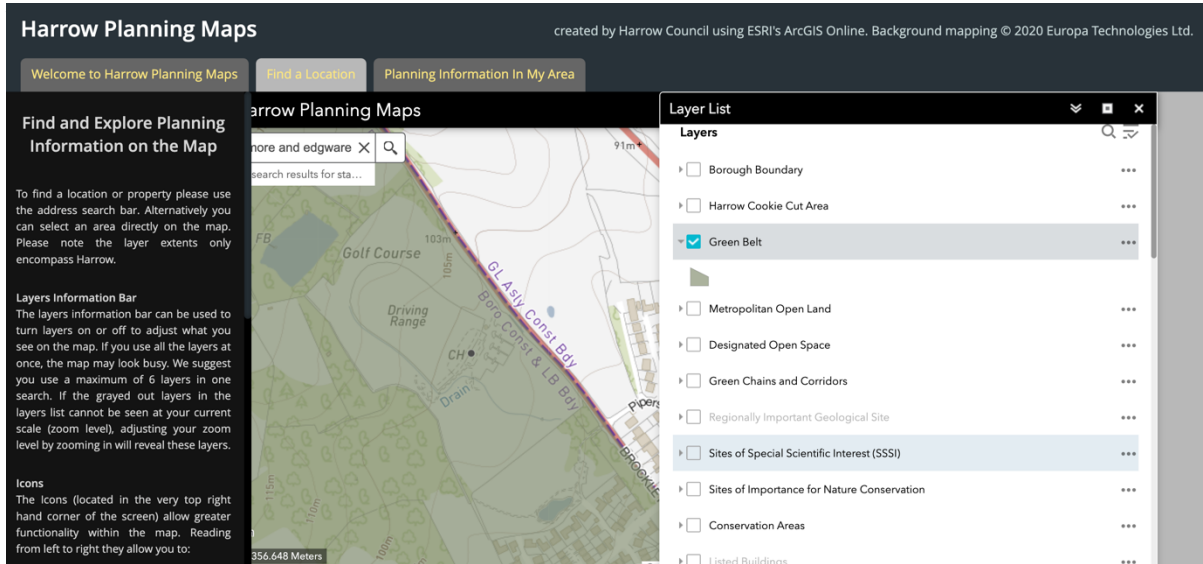 Harrow Planning Maps
created by Harrow Council using ESRI's ArcGIS Online. Background mapping © 2020 Europa Technologies Ltd.
Welcome to Harrow Planning Maps
Find a Location
Planning Information In My Area
Find and Explore Planning
Information on the Map
To find a location or property please use
the address search bar. Alternatively you
can select an area directly on the map.
Please note the layer extents only
encompass Harrow.
Layers Information Bar
The layers information bar can be used to
turn layers on or off to adjust what you
see on the map. If you use all the layers at
once, the map may look busy. We suggest
you use a maximum of 6 layers in one
search. If the grayed out layers in the
layers list cannot be seen at your current
scale (zoom level), adjusting your zoom
level by zooming in will reveal these layers.
Icons
The Icons (located in the very top right
hand corner of the screen) allow greater
functionality within the map. Reading
from left to right they allow you to:
arrow Planning Maps
more and edgware
search results for sta...
91m
FB
103m
Golf Course
105m
GL Asly Const Bdy
Boro Const & LB Bdy
Driving
Range
CH
Drain
Pipers
BROCKLE
115m
110m
100m
356.648 Meters
Layer List
Layers
Borough Boundary
Harrow Cookie Cut Area
Green Belt
Metropolitan Open Land
Designated Open Space
Green Chains and Corridors
Regionally Important Geological Site
Sites of Special Scientific Interest (SSSI)
Sites of Importance for Nature Conservation
Conservation Areas
Listed Buildings